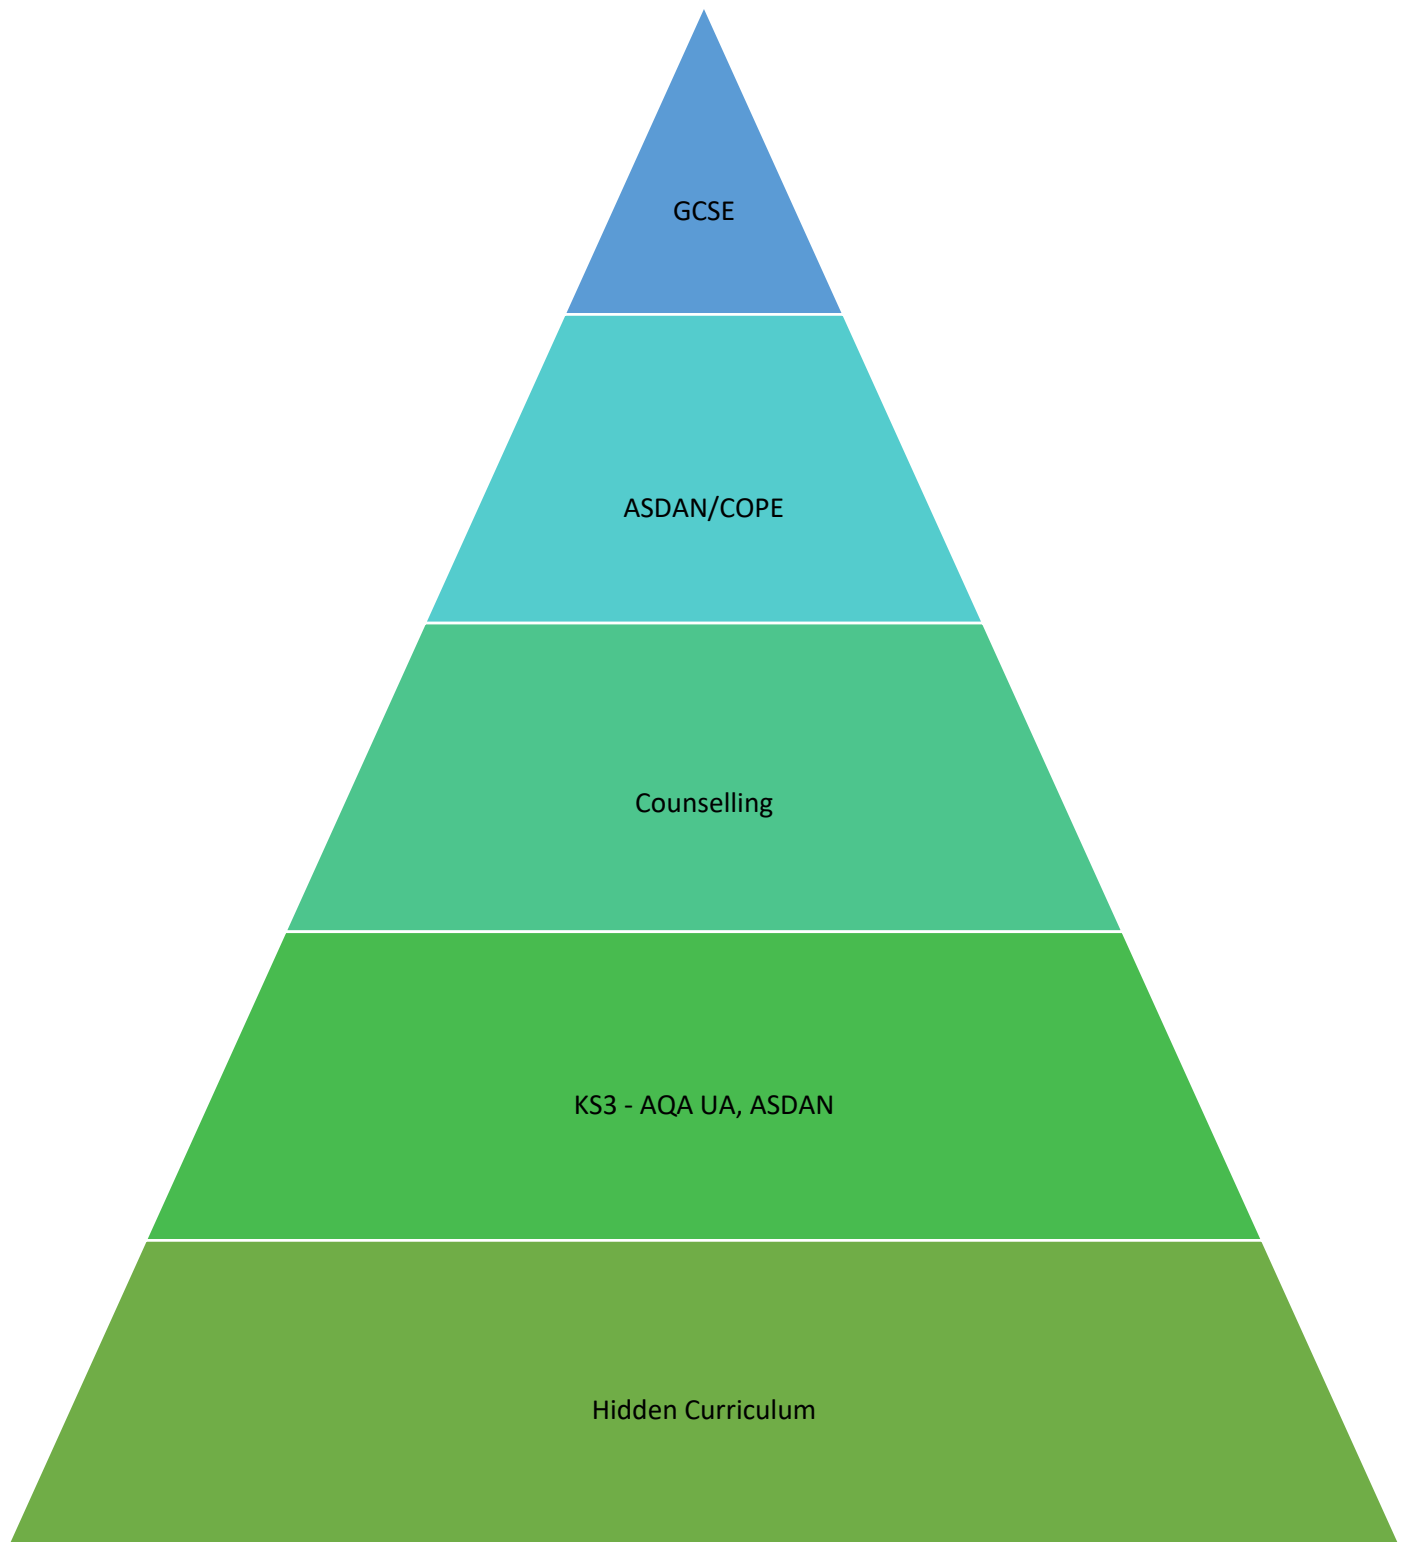 GCSE
ASDAN/COPE
Counselling
KS3 - AQA UA, ASDAN
Hidden Curriculum